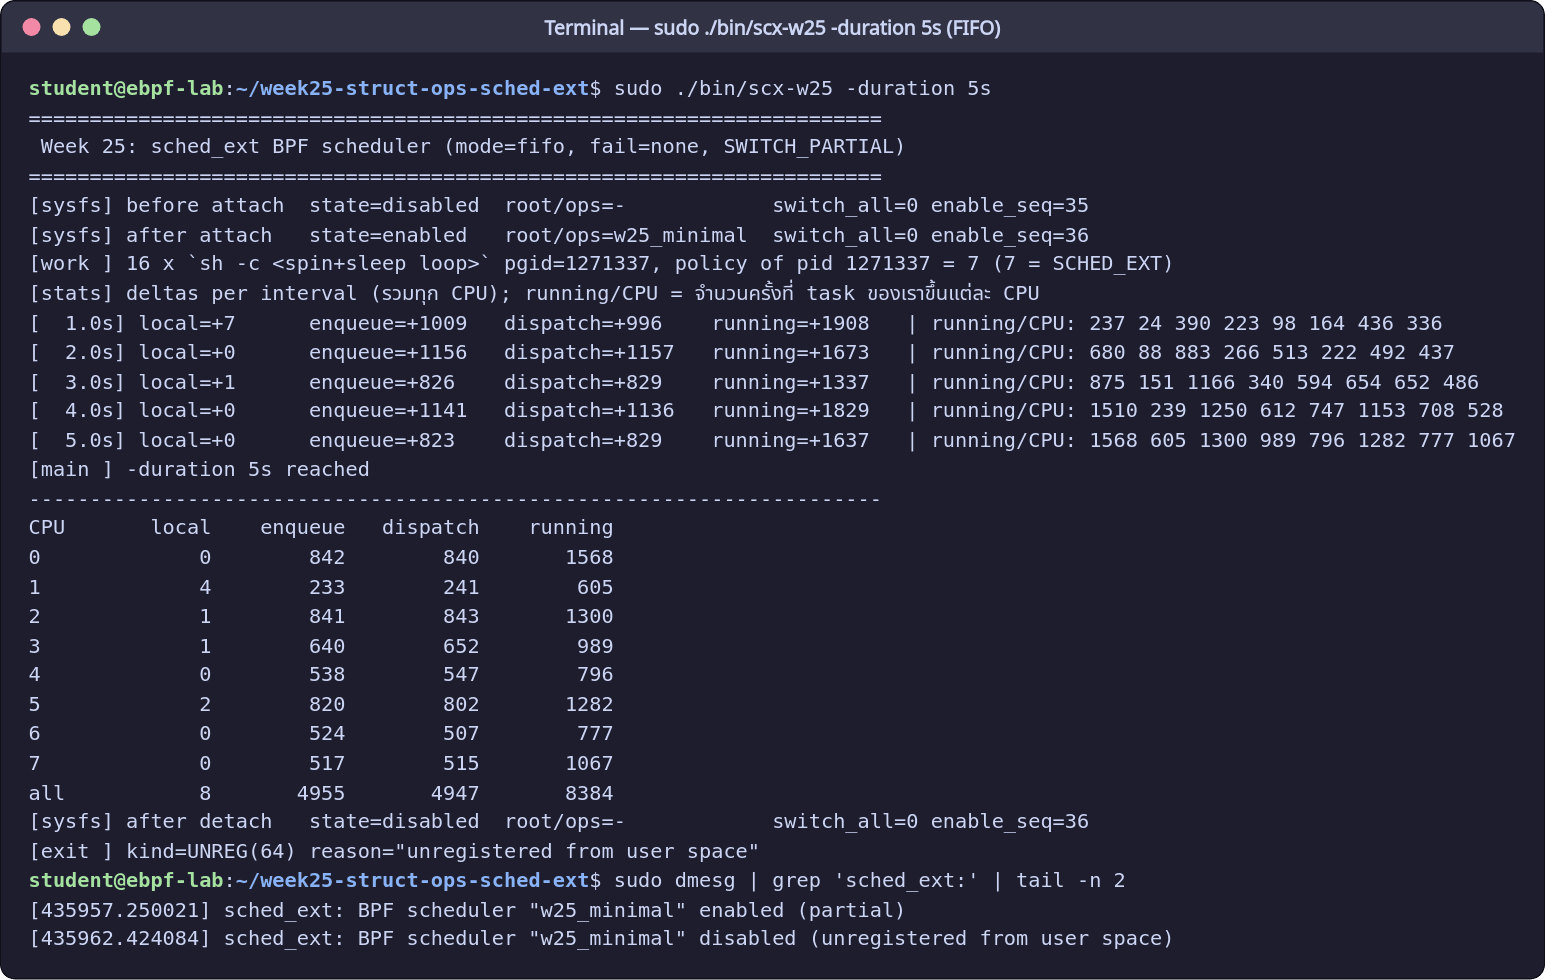 Terminal — sudo ./bin/scx-w25 -duration 5s (FIFO)
student@ebpf-lab:~/week25-struct-ops-sched-ext$ sudo ./bin/scx-w25 -duration 5s
======================================================================
 Week 25: sched_ext BPF scheduler (mode=fifo, fail=none, SWITCH_PARTIAL)
======================================================================
[sysfs] before attach  state=disabled  root/ops=-            switch_all=0 enable_seq=35
[sysfs] after attach   state=enabled   root/ops=w25_minimal  switch_all=0 enable_seq=36
[work ] 16 x `sh -c <spin+sleep loop>` pgid=1271337, policy of pid 1271337 = 7 (7 = SCHED_EXT)
[stats] deltas per interval (รวมทุก CPU); running/CPU = จำนวนครั้งที่ task ของเราขึ้นแต่ละ CPU
[  1.0s] local=+7      enqueue=+1009   dispatch=+996    running=+1908   | running/CPU: 237 24 390 223 98 164 436 336
[  2.0s] local=+0      enqueue=+1156   dispatch=+1157   running=+1673   | running/CPU: 680 88 883 266 513 222 492 437
[  3.0s] local=+1      enqueue=+826    dispatch=+829    running=+1337   | running/CPU: 875 151 1166 340 594 654 652 486
[  4.0s] local=+0      enqueue=+1141   dispatch=+1136   running=+1829   | running/CPU: 1510 239 1250 612 747 1153 708 528
[  5.0s] local=+0      enqueue=+823    dispatch=+829    running=+1637   | running/CPU: 1568 605 1300 989 796 1282 777 1067
[main ] -duration 5s reached
----------------------------------------------------------------------
CPU       local    enqueue   dispatch    running
0             0        842        840       1568
1             4        233        241        605
2             1        841        843       1300
3             1        640        652        989
4             0        538        547        796
5             2        820        802       1282
6             0        524        507        777
7             0        517        515       1067
all           8       4955       4947       8384
[sysfs] after detach   state=disabled  root/ops=-            switch_all=0 enable_seq=36
[exit ] kind=UNREG(64) reason="unregistered from user space"
student@ebpf-lab:~/week25-struct-ops-sched-ext$ sudo dmesg | grep 'sched_ext:' | tail -n 2
[435957.250021] sched_ext: BPF scheduler "w25_minimal" enabled (partial)
[435962.424084] sched_ext: BPF scheduler "w25_minimal" disabled (unregistered from user space)